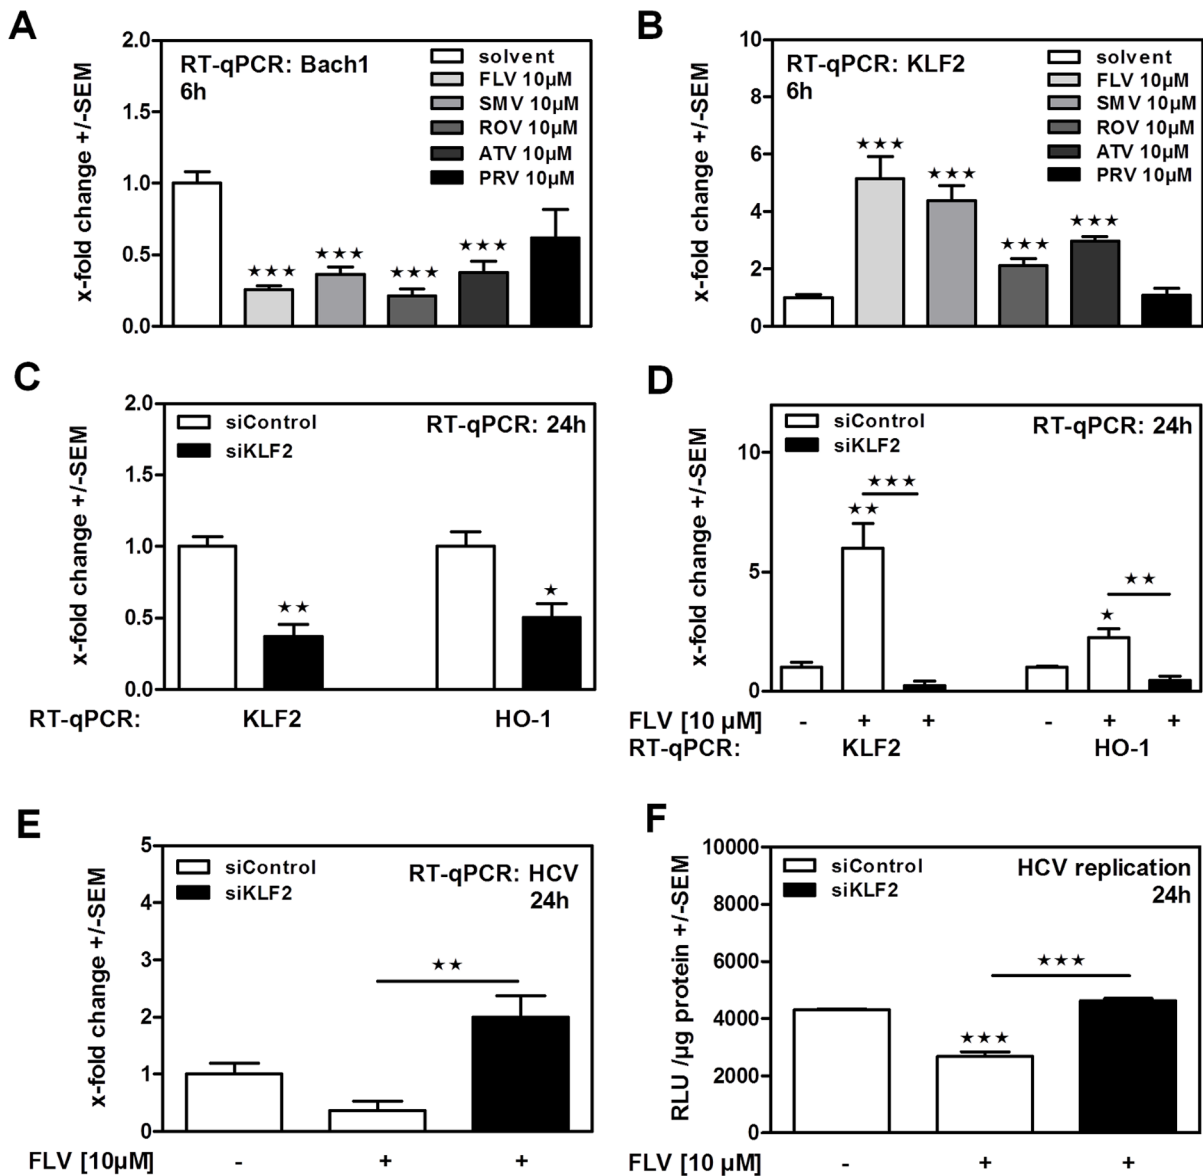 A
x-fold change +/-SEM
2.0
1.5
1.0
0.5
0.0
RT-qPCR: Bach1
6h
solvent
FLV 10µM
SMV 10µM
ROV 10µM
ATV 10µM
PRV 10µM
★★★
★★★
★★★
★★★
B
x-fold change +/-SEM
10
8
6
4
2
0
RT-qPCR: KLF2
6h
solvent
FLV 10µM
SMV 10µM
ROV 10µM
ATV 10µM
PRV 10µM
★★★
★★★
★★★
★★★
C
x-fold change +/-SEM
2.0
1.5
1.0
0.5
0.0
siControl
siKLF2
RT-qPCR: 24h
★★
★
RT-qPCR: KLF2 HO-1
D
x-fold change +/-SEM
10
5
0
siControl
siKLF2
RT-qPCR: 24h
★★★
★★
★★
★
FLV [10 µM] - + + - + +
RT-qPCR: KLF2 HO-1
E
x-fold change +/-SEM
5
4
3
2
1
0
siControl
siKLF2
RT-qPCR: HCV
24h
★★
FLV [10µM] - + +
F
RLU /µg protein +/-SEM
10000
8000
6000
4000
2000
0
siControl
siKLF2
HCV replication
24h
★★★
★★★
FLV [10 µM] - + +